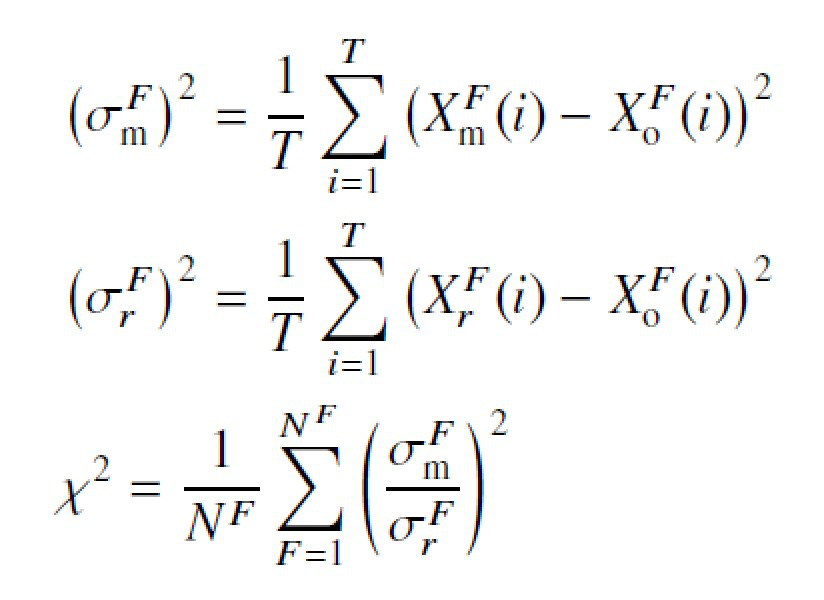 (σ_m^F)^2 = \frac{1}{T} \sum_{i=1}^{T} (X_m^F(i) − X_o^F(i))^2
(σ_r^F)^2 = \frac{1}{T} \sum_{i=1}^{T} (X_r^F(i) − X_o^F(i))^2
χ^2 = \frac{1}{N^F} \sum_{F=1}^{N^F} (\frac{σ_m^F}{σ_r^F})^2